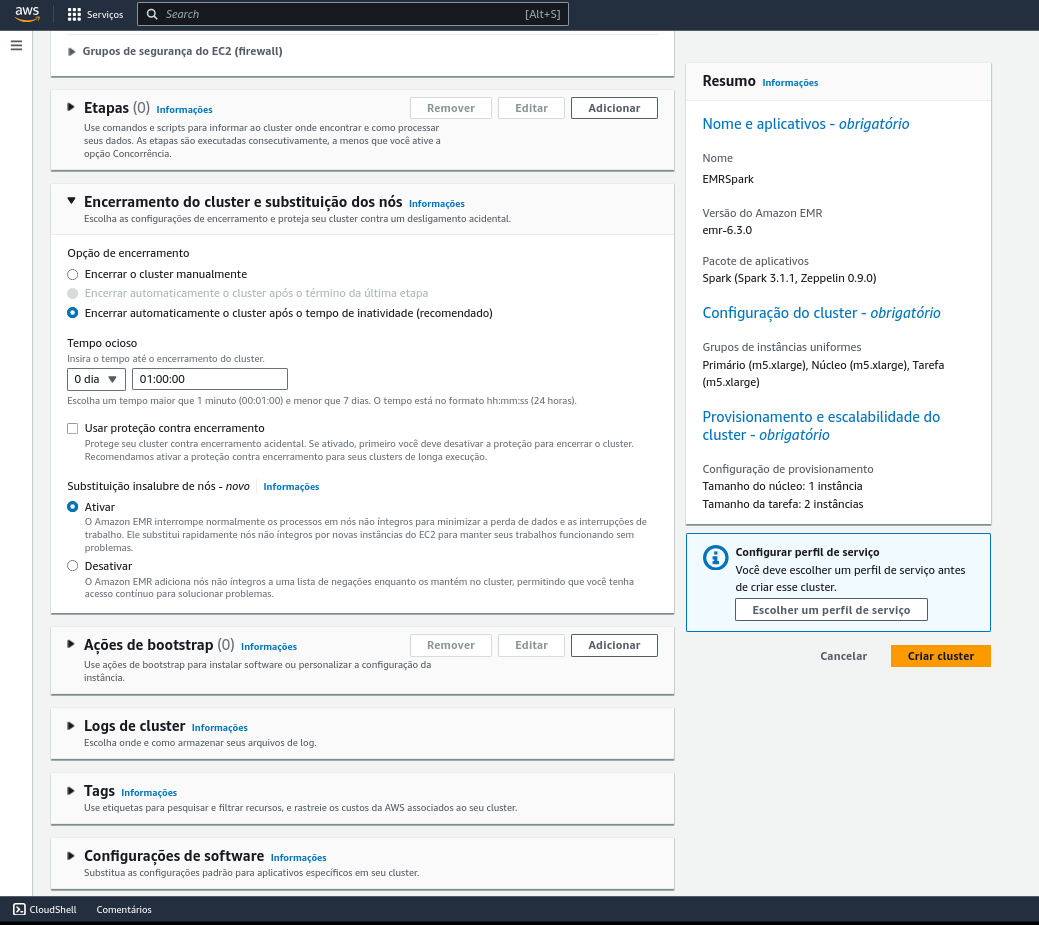 aws
Serviços
Search
[Alt+S]
Grupos de segurança do EC2 (firewall)
Etapas (0) Informações
Remover
Editar
Adicionar
Use comandos e scripts para informar ao cluster onde encontrar e como processar
seus dados. As etapas são executadas consecutivamente, a menos que você ative a
opção Concorrência.
Encerramento do cluster e substituição dos nós Informações
Escolha as configurações de encerramento e proteja seu cluster contra um desligamento acidental.
Opção de encerramento
Encerrar o cluster manualmente
Encerrar automaticamente o cluster após o término da última etapa
Encerrar automaticamente o cluster após o tempo de inatividade (recomendado)
Tempo ocioso
Insira o tempo até o encerramento do cluster.
0 dia
01:00:00
Escolha um tempo maior que 1 minuto (00:01:00) e menor que 7 dias. O tempo está no formato hh:mm:ss (24 horas).
Usar proteção contra encerramento
Protege seu cluster contra encerramento acidental. Se ativado, primeiro você deve desativar a proteção para encerrar o cluster.
Recomendamos ativar a proteção contra encerramento para seus clusters de longa execução.
Substituição insalubre de nós - novo Informações
Ativar
O Amazon EMR interrompe normalmente os processos em nós não íntegros para minimizar a perda de dados e as interrupções de
trabalho. Ele substitui rapidamente nós não íntegros por novas instâncias do EC2 para manter seus trabalhos funcionando sem
problemas.
Desativar
O Amazon EMR adiciona nós não íntegros a uma lista de negações enquanto os mantém no cluster, permitindo que você tenha
acesso contínuo para solucionar problemas.
Ações de bootstrap (0) Informações
Remover
Editar
Adicionar
Use ações de bootstrap para instalar software ou personalizar a configuração da
instância.
Logs de cluster Informações
Escolha onde e como armazenar seus arquivos de log.
Tags Informações
Use etiquetas para pesquisar e filtrar recursos, e rastreie os custos da AWS associados ao seu cluster.
Configurações de software Informações
Substitua as configurações padrão para aplicativos específicos em seu cluster.
Resumo Informações
Nome e aplicativos - obrigatório
Nome
EMRSpark
Versão do Amazon EMR
emr-6.3.0
Pacote de aplicativos
Spark (Spark 3.1.1, Zeppelin 0.9.0)
Configuração do cluster - obrigatório
Grupos de instâncias uniformes
Primário (m5.xlarge), Núcleo (m5.xlarge), Tarefa
(m5.xlarge)
Provisionamento e escalabilidade do
cluster - obrigatório
Configuração de provisionamento
Tamanho do núcleo: 1 instância
Tamanho da tarefa: 2 instâncias
Configurar perfil de serviço
Você deve escolher um perfil de serviço antes
de criar esse cluster.
Escolher um perfil de serviço
Cancelar
Criar cluster
CloudShell
Comentários